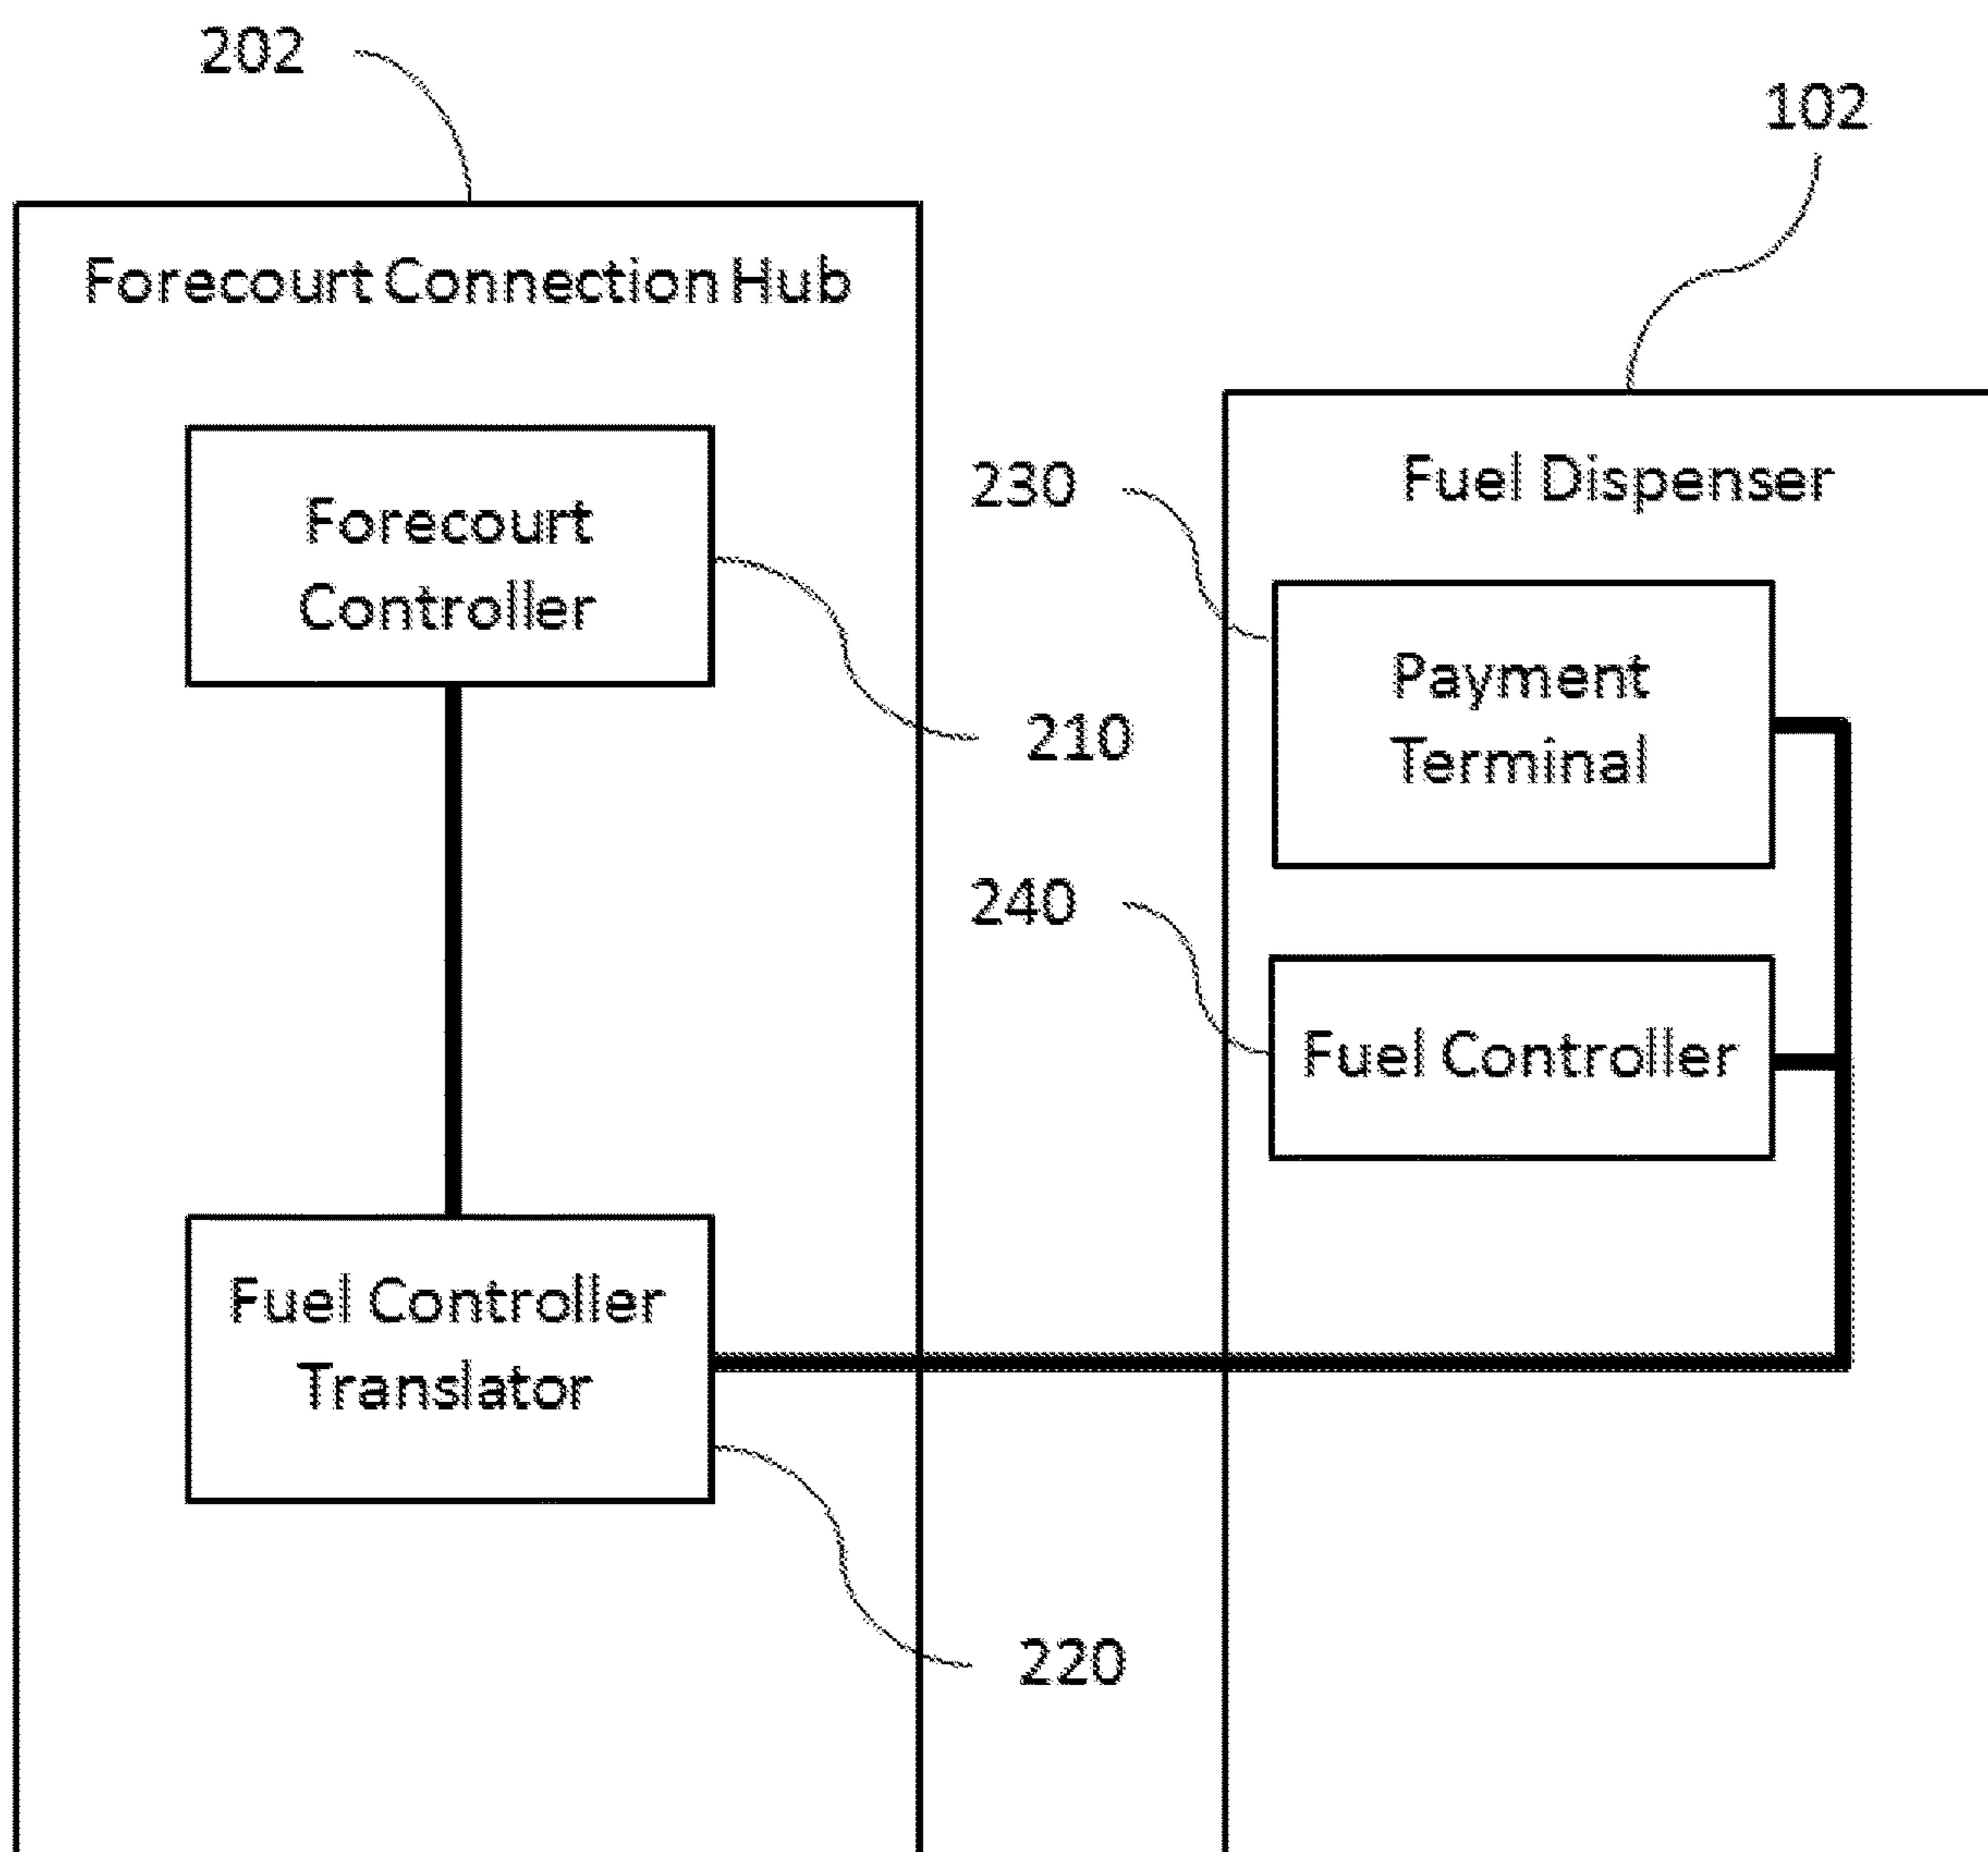 202
102
Forecourt Connection Hub
Forecourt
Controller
210
Fuel Dispenser
230
Payment
Terminal
240
Fuel Controller
Fuel Controller
Translator
220